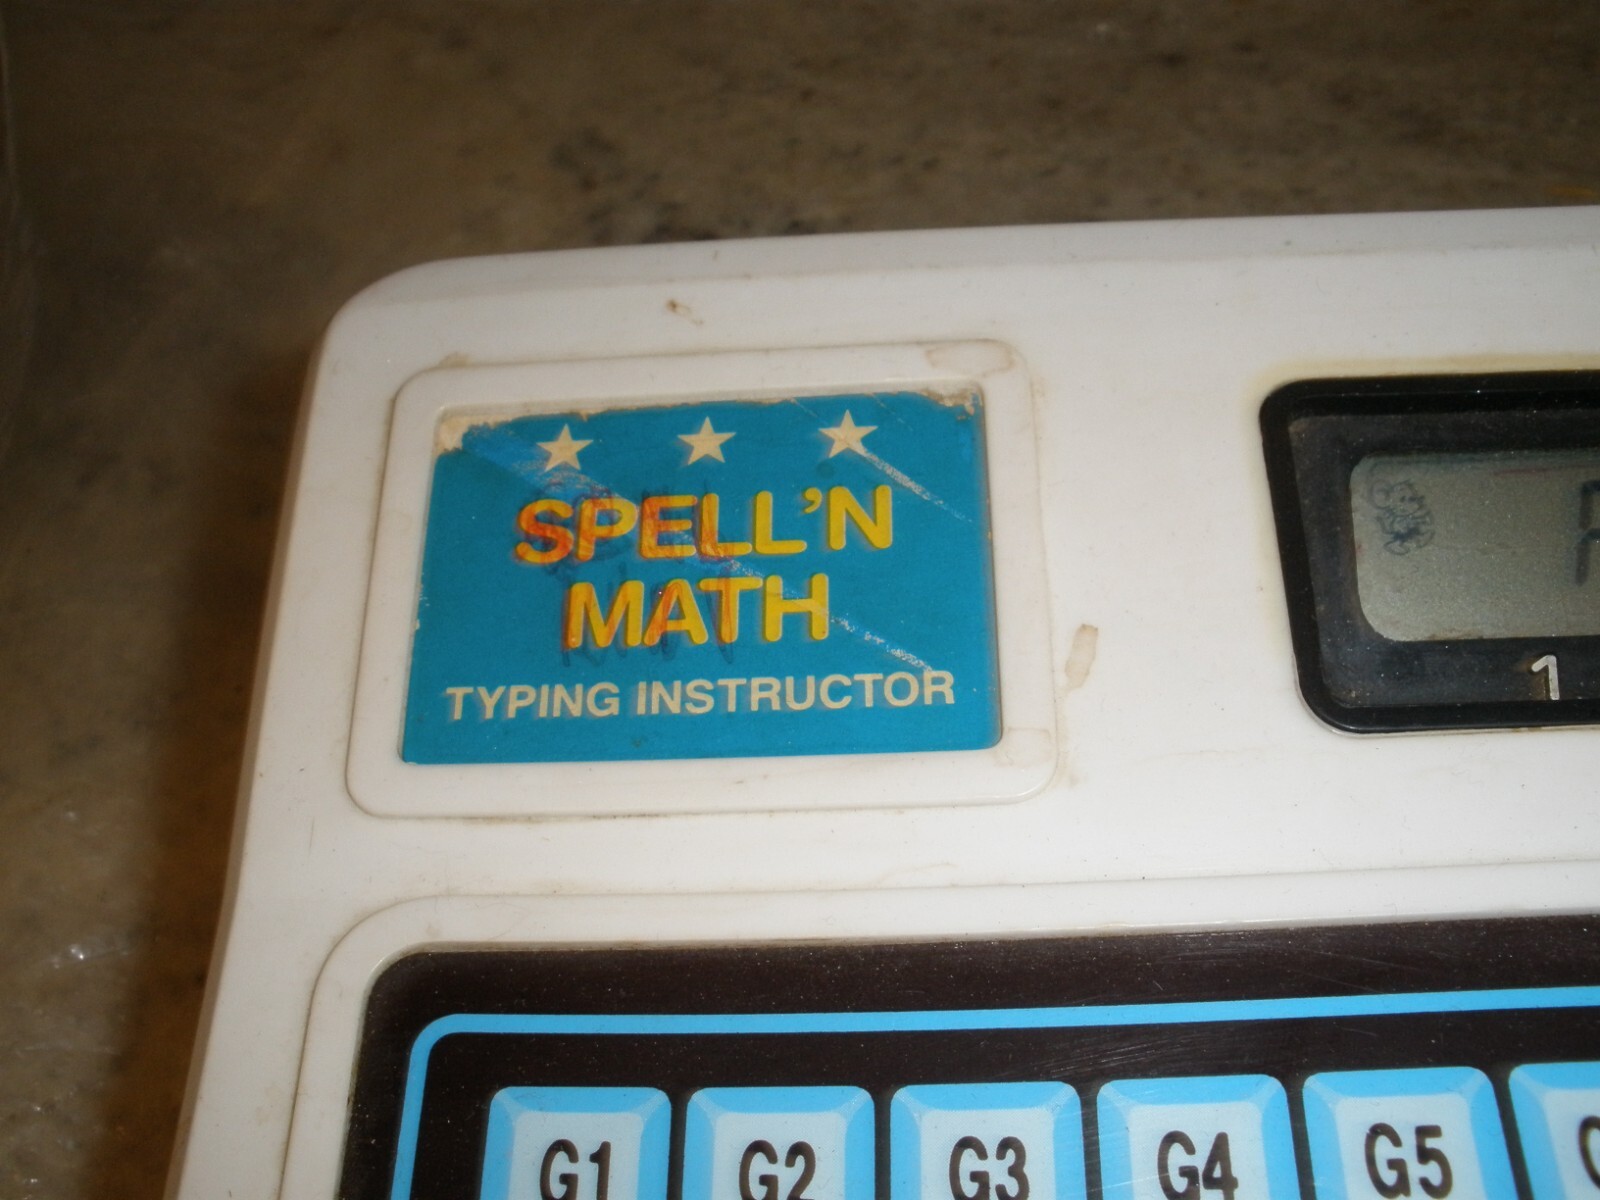 SPELL'N
MATH
TYPING INSTRUCTOR
1
G1 G2 G3 G4 G5